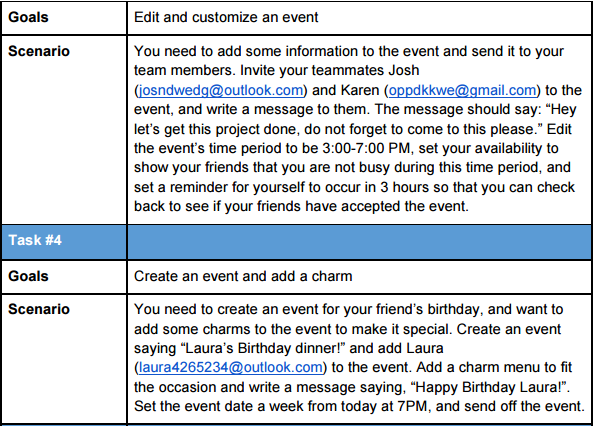 Goals Edit and customize an event
Scenario You need to add some information to the event and send it to your
team members. Invite your teammates Josh
(josndwedg@outlook.com) and Karen (oppdkkwe@gmail.com) to the
event, and write a message to them. The message should say: “Hey
let’s get this project done, do not forget to come to this please.” Edit
the event’s time period to be 3:00-7:00 PM, set your availability to
show your friends that you are not busy during this time period, and
set a reminder for yourself to occur in 3 hours so that you can check
back to see if your friends have accepted the event.
Task #4
Goals Create an event and add a charm
Scenario You need to create an event for your friend’s birthday, and want to
add some charms to the event to make it special. Create an event
saying “Laura’s Birthday dinner!” and add Laura
(laura4265234@outlook.com) to the event. Add a charm menu to fit
the occasion and write a message saying, “Happy Birthday Laura!”.
Set the event date a week from today at 7PM, and send off the event.